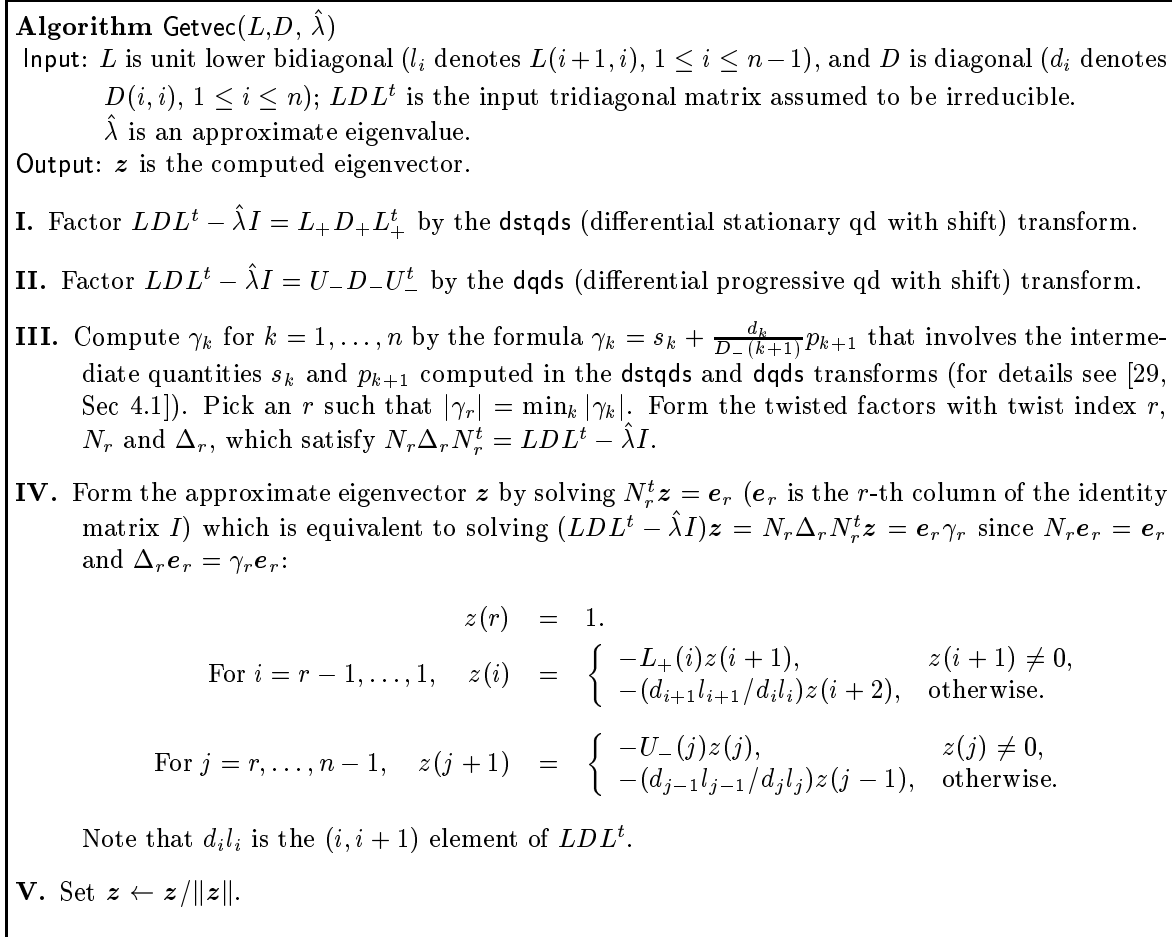 Algorithm Getvec(L,D, λ̂)
Input: L is unit lower bidiagonal (l_i denotes L(i+1,i), 1 ≤ i ≤ n−1), and D is diagonal (d_i denotes
D(i,i), 1 ≤ i ≤ n); LDL^t is the input tridiagonal matrix assumed to be irreducible.
λ̂ is an approximate eigenvalue.
Output: z is the computed eigenvector.
I. Factor LDL^t − λ̂I = L_+D_+L_+^t by the dstqds (differential stationary qd with shift) transform.
II. Factor LDL^t − λ̂I = U_−D_−U_−^t by the dqds (differential progressive qd with shift) transform.
III. Compute γ_k for k = 1, . . . , n by the formula γ_k = s_k + \frac{d_k}{D_−(k+1)} p_{k+1} that involves the interme-
diate quantities s_k and p_{k+1} computed in the dstqds and dqds transforms (for details see [29,
Sec 4.1]). Pick an r such that |γ_r| = min_k |γ_k|. Form the twisted factors with twist index r,
N_r and Δ_r, which satisfy N_rΔ_rN_r^t = LDL^t − λ̂I.
IV. Form the approximate eigenvector z by solving N_r^t z = e_r (e_r is the r-th column of the identity
matrix I) which is equivalent to solving (LDL^t − λ̂I)z = N_rΔ_rN_r^t z = e_rγ_r since N_re_r = e_r
and Δ_re_r = γ_re_r:
z(r) = 1.
For i = r − 1, . . . , 1, z(i) = { −L_+(i)z(i + 1), z(i + 1) ≠ 0,
−(d_{i+1}l_{i+1}/d_il_i)z(i + 2), otherwise.
For j = r, . . . , n − 1, z(j + 1) = { −U_−(j)z(j), z(j) ≠ 0,
−(d_{j−1}l_{j−1}/d_jl_j)z(j − 1), otherwise.
Note that d_il_i is the (i, i + 1) element of LDL^t.
V. Set z ← z/‖z‖.